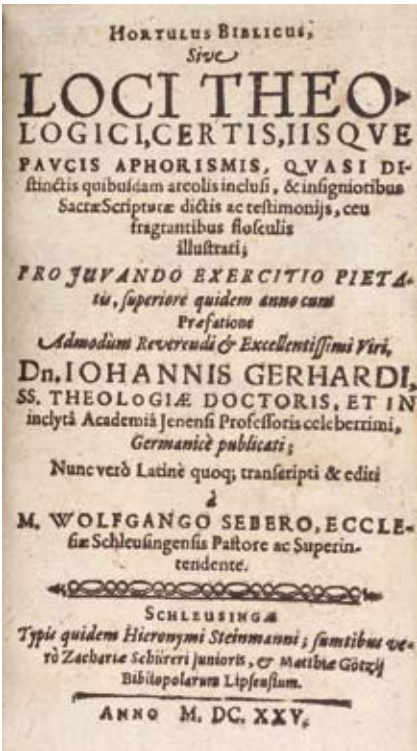 HORTULUS BIBLICUS,
Sive
LOCI THEO-
LOGICI, CERTIS, IISQVE
PAVCIS APHORISMIS, QVASI DI-
ſtinctis quibuſdam areolis incluſi, & inſignioribus
Sacræ Scripturæ dictis ac teſtimonijs, ceu
fragrantibus floſculis
illuſtrati;
PRO JUVANDO EXERCITIO PIETA-
tis, ſuperiore quidem anno cum
Præfatione
Admodùm Reverendi & Excellentiſſimi Viri,
Dn. IOHANNIS GERHARDI,
SS. THEOLOGIÆ DOCTORIS, ET IN
inclytâ Academiâ Jenenſi Profeſſoris celeberrimi,
Germanicè publicati;
Nunc verò Latinè quoq; tranſcripti & editi
à
M. WOLFGANGO SEBERO, ECCLE-
ſiæ Schleuſingenſis Paſtore ac Superin-
tendente.
SCHLEUSINGÆ
Typis quidem Hieronymi Steinmanni; ſumtibus ve-
rò Zachariæ Schüreri Junioris, & Matthiæ Götzij
Bibliopolarum Lipſenſium.
ANNO M. DC. XXV.